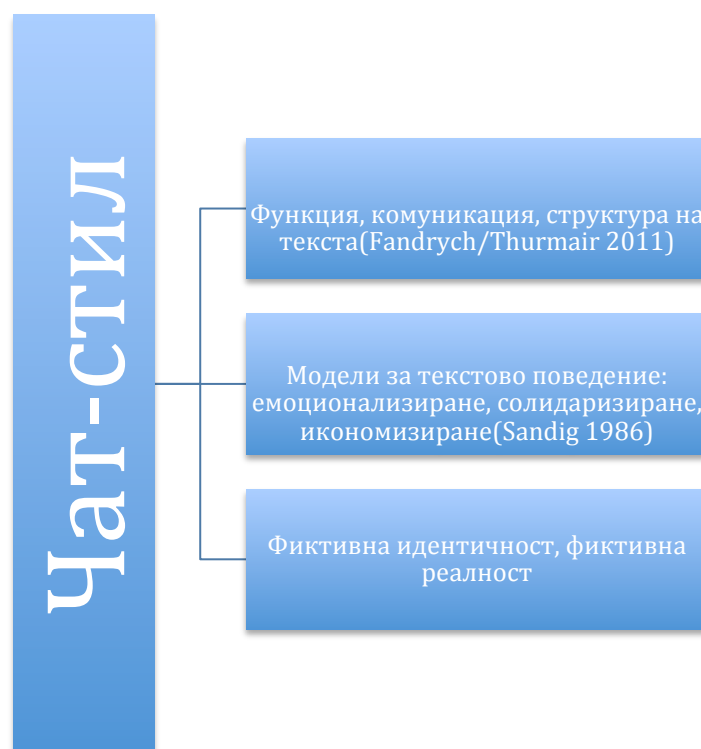 Чат-стил
Функция, комуникация, структура на
текста(Fandrych/Thurmair 2011)
Модели за текстово поведение:
емоционализиране, солидаризиране,
икономизиране(Sandig 1986)
Фиктивна идентичност, фиктивна
реалност